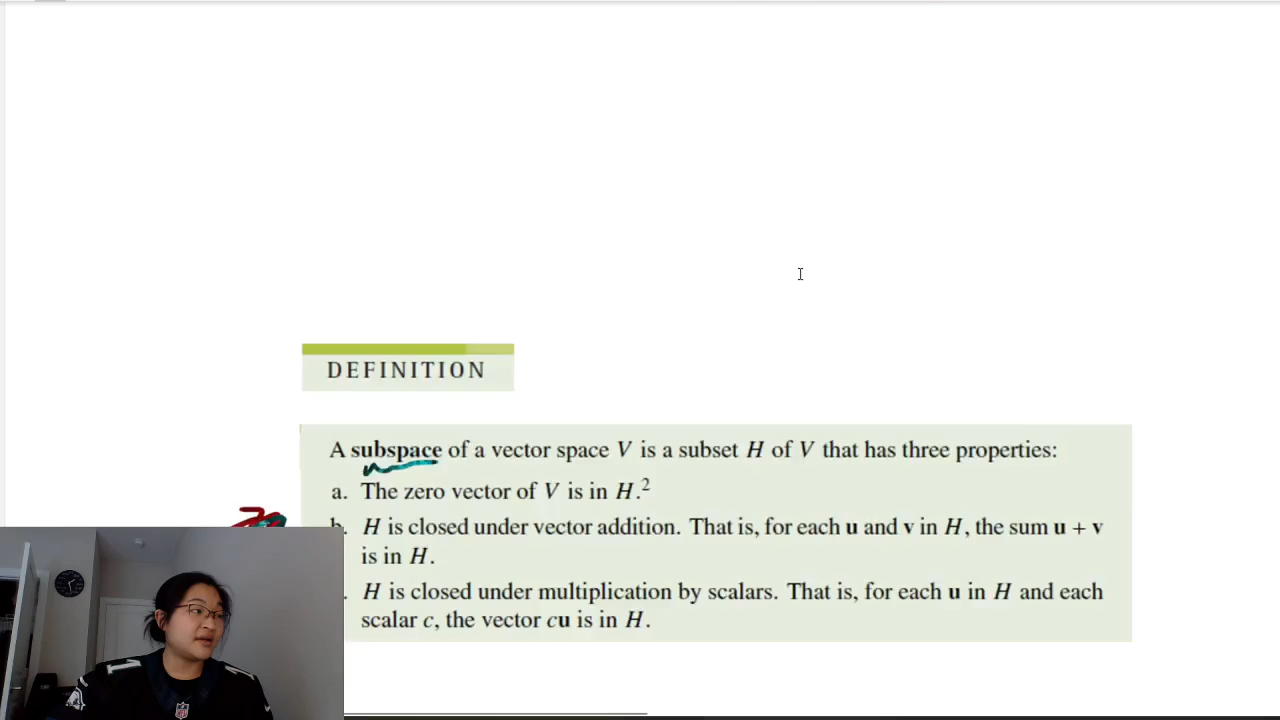 DEFINITION
A subspace of a vector space V is a subset H of V that has three properties:
a. The zero vector of V is in H.²
b. H is closed under vector addition. That is, for each u and v in H, the sum u + v
is in H.
. H is closed under multiplication by scalars. That is, for each u in H and each
scalar c, the vector cu is in H.